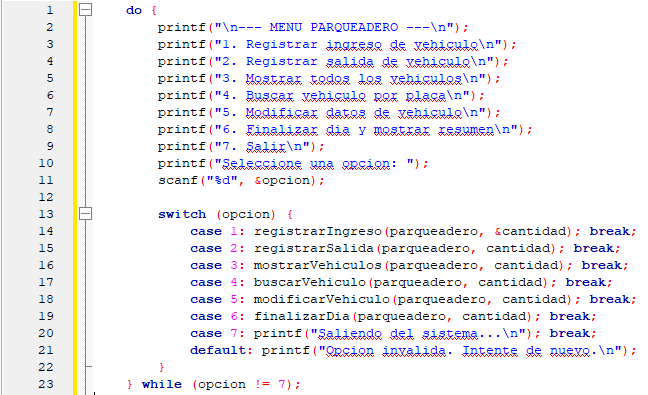 1 do {
2 printf("\n--- MENU PARQUEADERO ---\n");
3 printf("1. Registrar ingreso de vehiculo\n");
4 printf("2. Registrar salida de vehiculo\n");
5 printf("3. Mostrar todos los vehiculos\n");
6 printf("4. Buscar vehiculo por placa\n");
7 printf("5. Modificar datos de vehiculo\n");
8 printf("6. Finalizar dia y mostrar resumen\n");
9 printf("7. Salir\n");
10 printf("Seleccione una opcion: ");
11 scanf("%d", &opcion);
12
13 switch (opcion) {
14 case 1: registrarIngreso(parqueadero, &cantidad); break;
15 case 2: registrarSalida(parqueadero, cantidad); break;
16 case 3: mostrarVehiculos(parqueadero, cantidad); break;
17 case 4: buscarVehiculo(parqueadero, cantidad); break;
18 case 5: modificarVehiculo(parqueadero, cantidad); break;
19 case 6: finalizarDia(parqueadero, cantidad); break;
20 case 7: printf("Saliendo del sistema...\n"); break;
21 default: printf("Opcion invalida. Intente de nuevo.\n");
22 }
23 } while (opcion != 7);